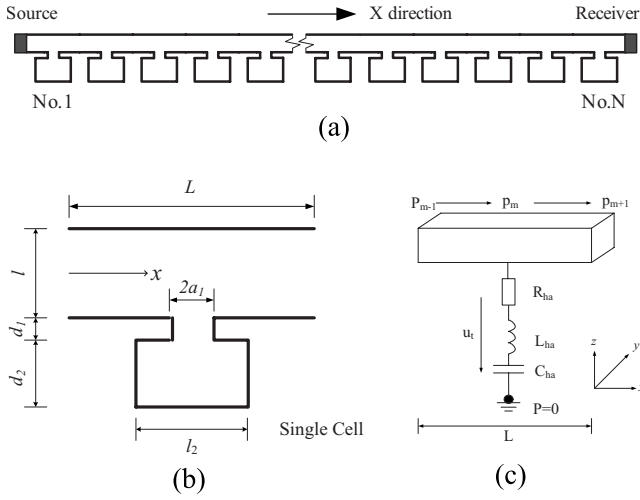 Source X direction Receiver
No.1 No.N
(a)
L
l
x
2a₁
d₁
d₂
l₂
Single Cell
(b)
Pm-1 pm pm+1
Rha
ut
Lha
Cha
P=0
z
y
L
(c)